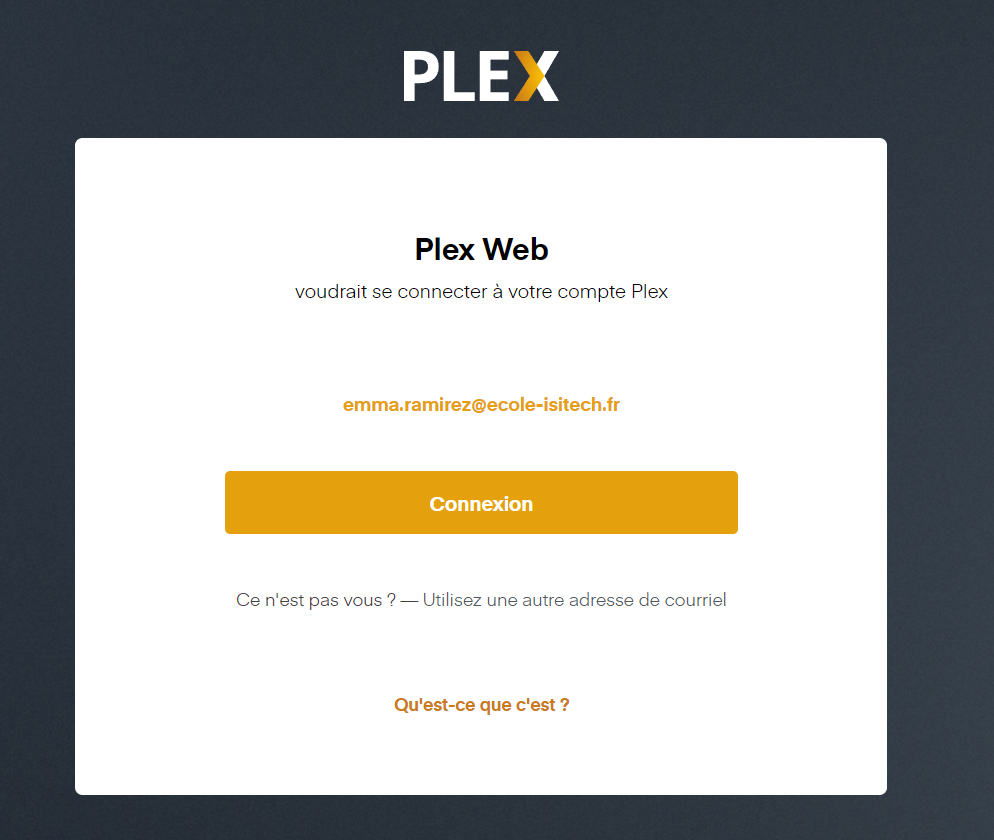 PLEX
Plex Web
voudrait se connecter à votre compte Plex
emma.ramirez@ecole-isitech.fr
Connexion
Ce n'est pas vous ? — Utilisez une autre adresse de courriel
Qu'est-ce que c'est ?